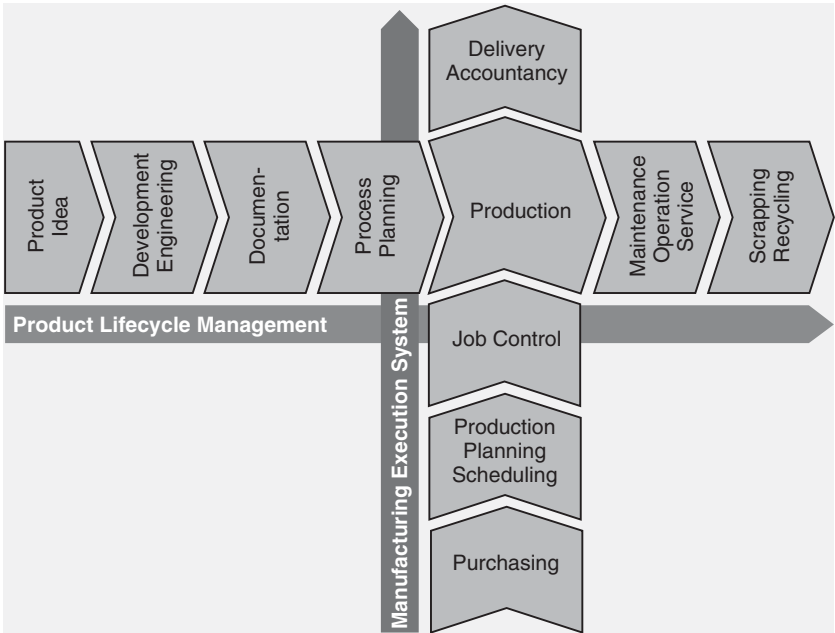 Delivery
Accountancy
Product
Idea
Development
Engineering
Documen-
tation
Process
Planning
Production
Maintenance
Operation
Service
Scrapping
Recycling
Product Lifecycle Management
Manufacturing Execution System
Job Control
Production
Planning
Scheduling
Purchasing